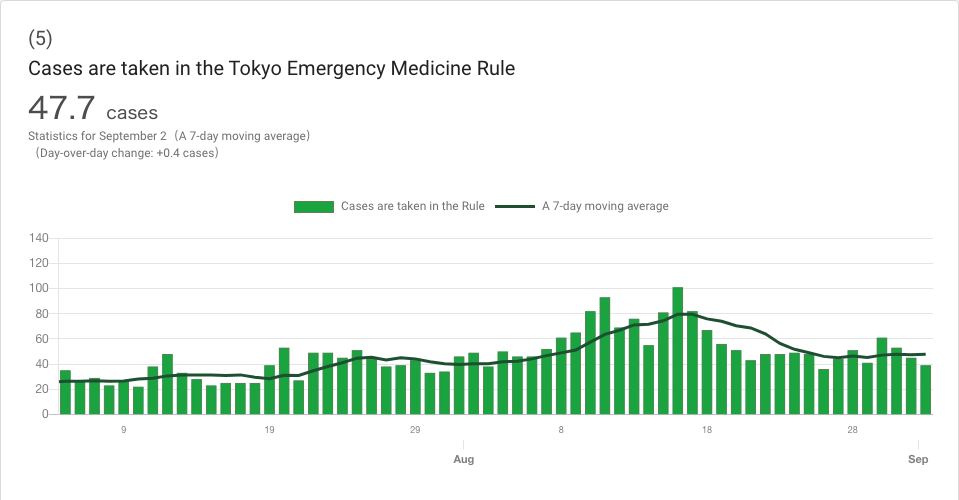 (5)
Cases are taken in the Tokyo Emergency Medicine Rule
47.7 cases
Statistics for September 2（A 7-day moving average）
（Day-over-day change: +0.4 cases）
Cases are taken in the Rule A 7-day moving average
140
120
100
80
60
40
20
0
9 19 29 8 18 28
Aug Sep